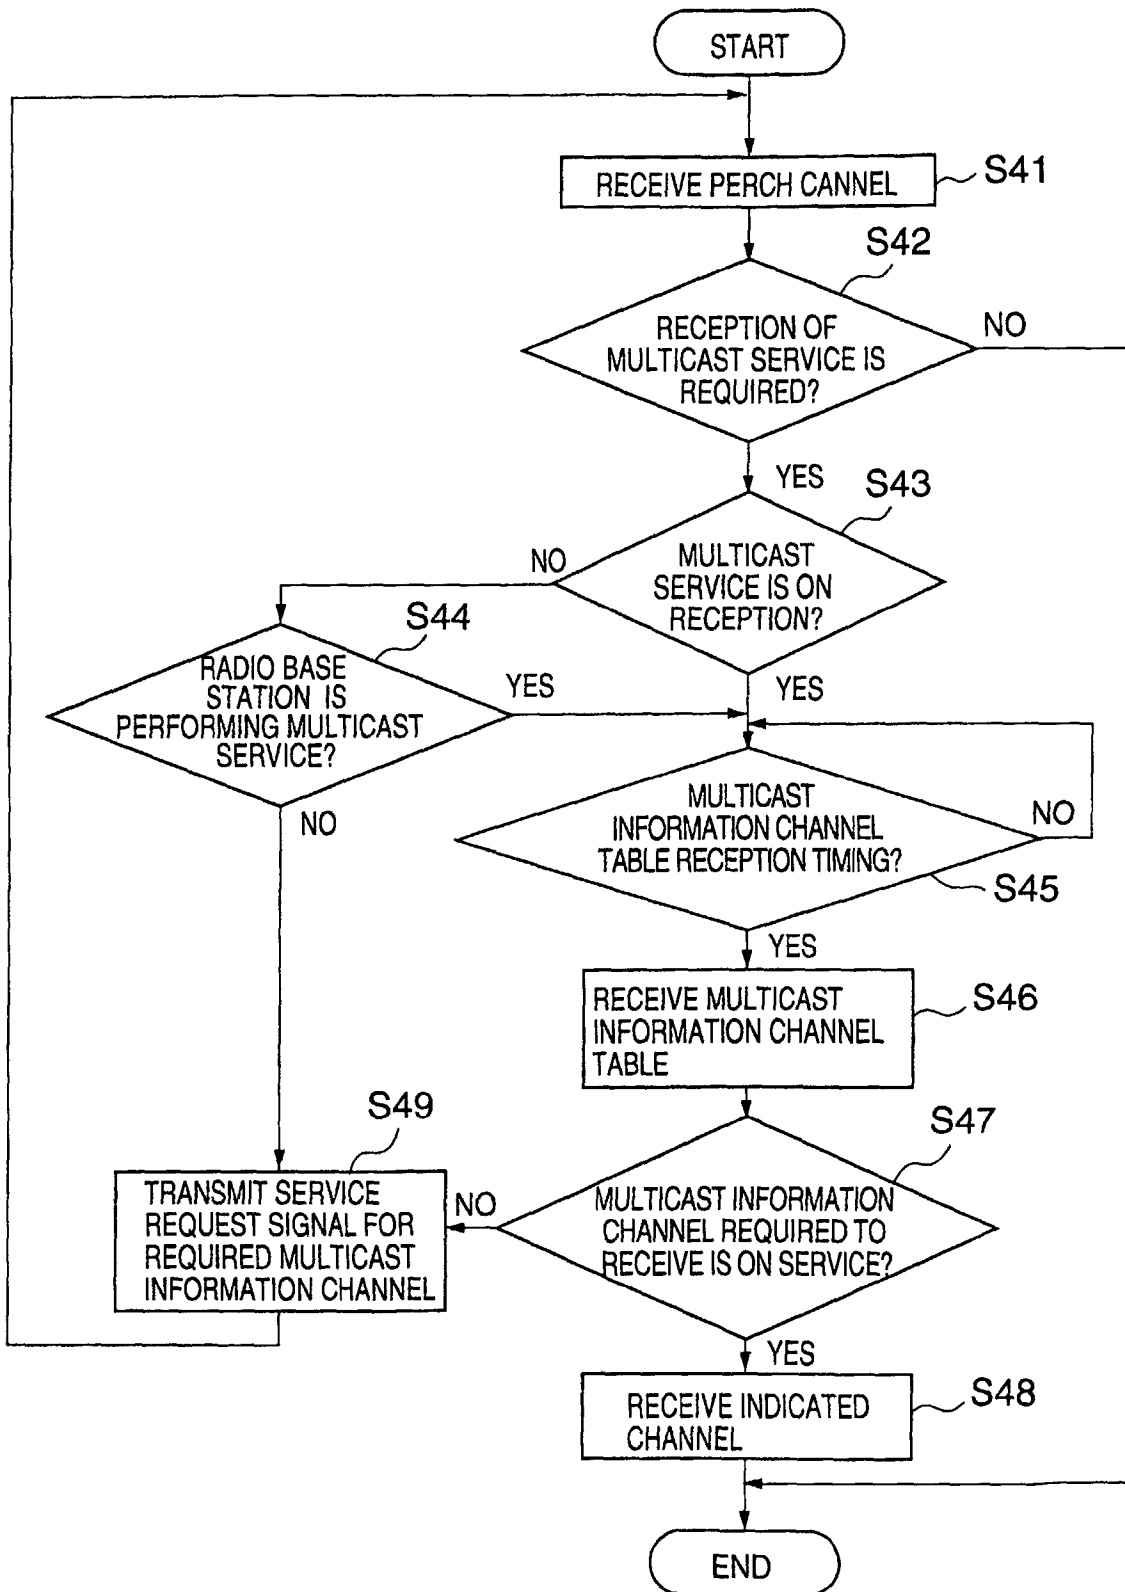 START
RECEIVE PERCH CANNEL
S41
S42
RECEPTION OF
MULTICAST SERVICE IS
REQUIRED?
NO
YES
S43
MULTICAST
SERVICE IS ON
RECEPTION?
NO
YES
S44
RADIO BASE
STATION IS
PERFORMING MULTICAST
SERVICE?
YES
NO
MULTICAST
INFORMATION CHANNEL
TABLE RECEPTION TIMING?
NO
S45
YES
RECEIVE MULTICAST
INFORMATION CHANNEL
TABLE
S46
S47
MULTICAST INFORMATION
CHANNEL REQUIRED TO
RECEIVE IS ON SERVICE?
NO
S49
TRANSMIT SERVICE
REQUEST SIGNAL FOR
REQUIRED MULTICAST
INFORMATION CHANNEL
YES
RECEIVE INDICATED
CHANNEL
S48
END